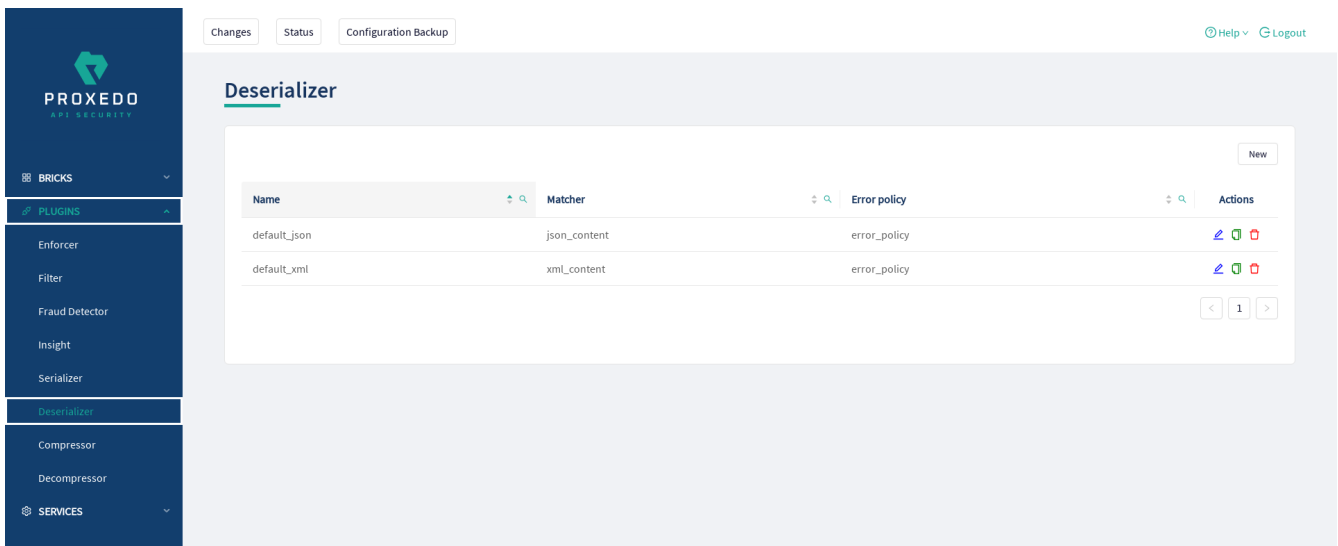 Changes Status Configuration Backup Help Logout
PROXEDO
API SECURITY
BRICKS
PLUGINS
Enforcer
Filter
Fraud Detector
Insight
Serializer
Deserializer
Compressor
Decompressor
SERVICES
Deserializer
New
Name Matcher Error policy Actions
default_json json_content error_policy
default_xml xml_content error_policy
< 1 >